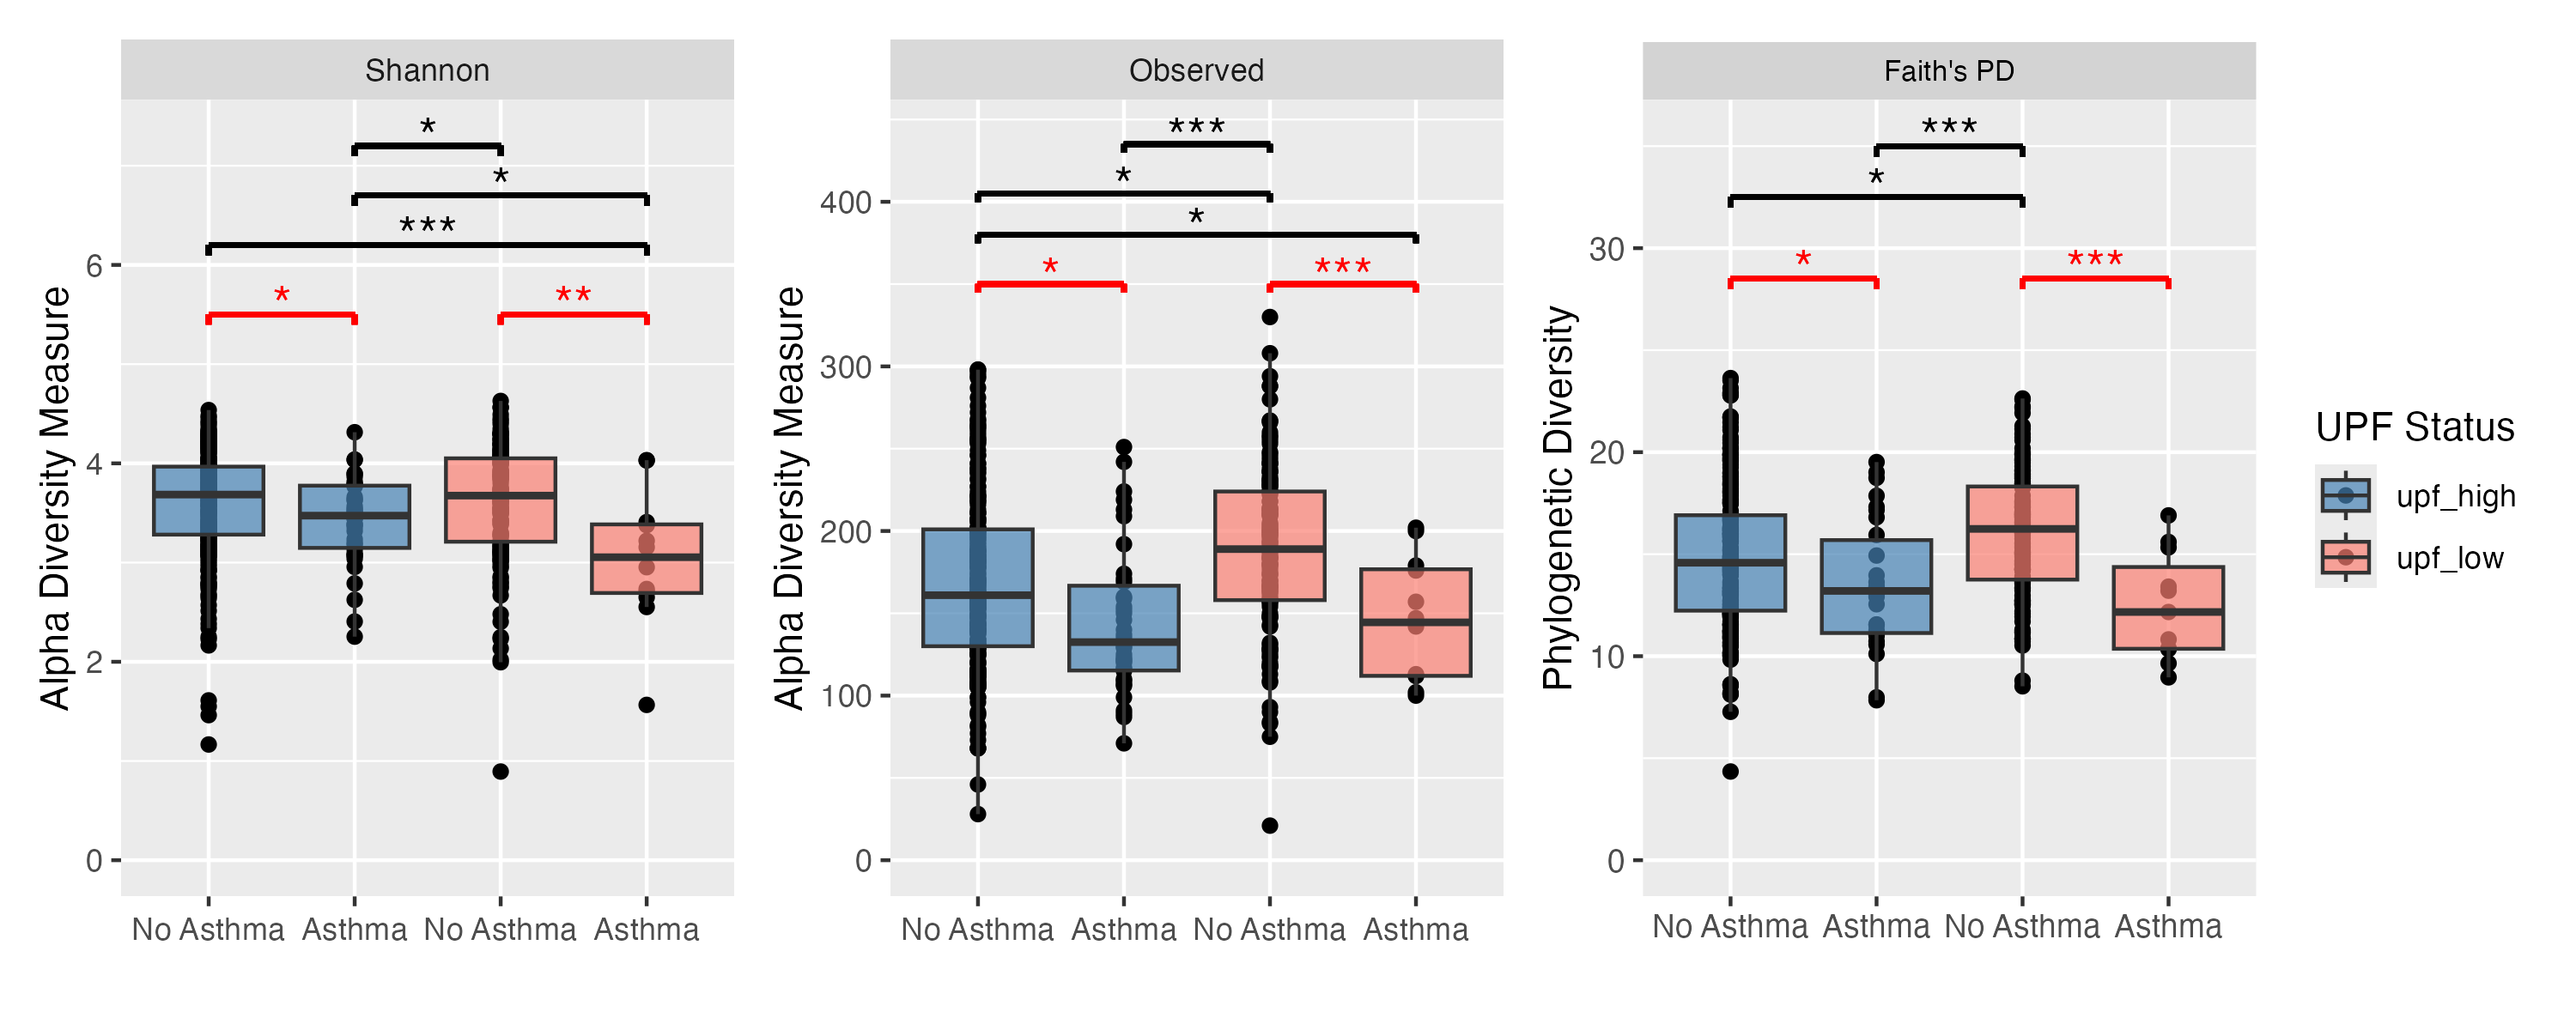 Shannon
Observed
Faith's PD
*
*
***
*
**
Alpha Diversity Measure
6
4
2
0
No Asthma Asthma No Asthma Asthma
***
*
*
*
***
Alpha Diversity Measure
400
300
200
100
0
No Asthma Asthma No Asthma Asthma
***
*
*
***
Phylogenetic Diversity
30
20
10
0
No Asthma Asthma No Asthma Asthma
UPF Status
upf_high
upf_low